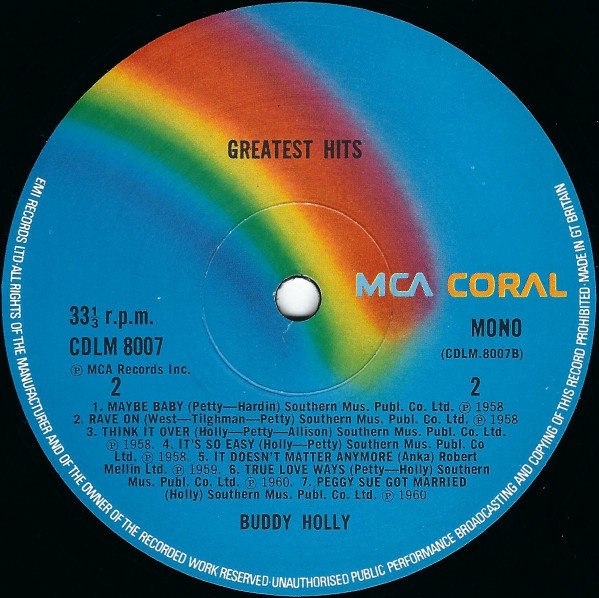 GREATEST HITS
MCA CORAL
33⅓ r.p.m.
CDLM 8007
℗ MCA Records Inc.
2
MONO
(CDLM.8007B)
2
1. MAYBE BABY (Petty—Hardin) Southern Mus. Publ. Co. Ltd. ℗ 1958
2. RAVE ON (West—Tilghman—Petty) Southern Mus. Publ. Co. Ltd. ℗ 1958
3. THINK IT OVER (Holly—Petty—Allison) Southern Mus. Publ. Co. Ltd.
℗ 1958. 4. IT'S SO EASY (Holly—Petty) Southern Mus. Publ. Co
Ltd. ℗ 1958. 5. IT DOESN'T MATTER ANYMORE (Anka) Robert
Mellin Ltd. ℗ 1959. 6. TRUE LOVE WAYS (Petty—Holly) Southern
Mus. Publ. Co. Ltd. ℗ 1960. 7. PEGGY SUE GOT MARRIED
(Holly) Southern Mus. Publ. Co. Ltd. ℗ 1960
BUDDY HOLLY
EMI RECORDS LTD·ALL RIGHTS OF THE MANUFACTURER AND OF THE OWNER OF THE RECORDED WORK RESERVED·UNAUTHORISED PUBLIC PERFORMANCE BROADCASTING AND COPYING OF THIS RECORD PROHIBITED·MADE IN GT BRITAIN